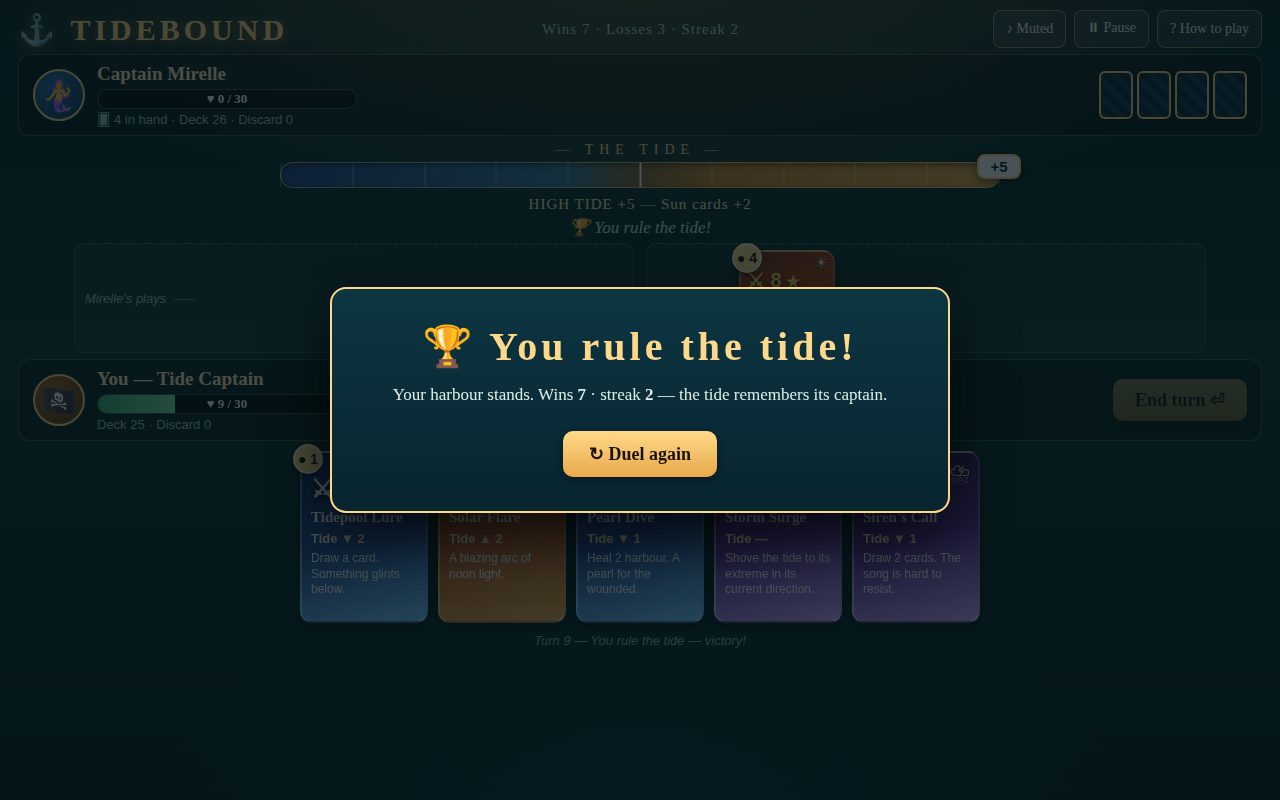 ⚓ TIDEBOUND
Wins 7 · Losses 3 · Streak 2
♪ Muted
⏸ Pause
? How to play
Captain Mirelle
♥ 0 / 30
4 in hand · Deck 26 · Discard 0
— THE TIDE —
+5
HIGH TIDE +5 — Sun cards +2
🏆 You rule the tide!
Mirelle's plays
● 4
⚔ 8 ★ ☀
🏆 You rule the tide!
Your harbour stands. Wins 7 · streak 2 — the tide remembers its captain.
↻ Duel again
You — Tide Captain
♥ 9 / 30
Deck 25 · Discard 0
End turn ⏎
● 1
Tidepool Lure
Tide ▼ 2
Draw a card.
Something glints
below.
Solar Flare
Tide ▲ 2
A blazing arc of
noon light.
Pearl Dive
Tide ▼ 1
Heal 2 harbour. A
pearl for the
wounded.
Storm Surge
Tide —
Shove the tide to its
extreme in its
current direction.
Siren's Call
Tide ▼ 1
Draw 2 cards. The
song is hard to
resist.
Turn 9 — You rule the tide — victory!